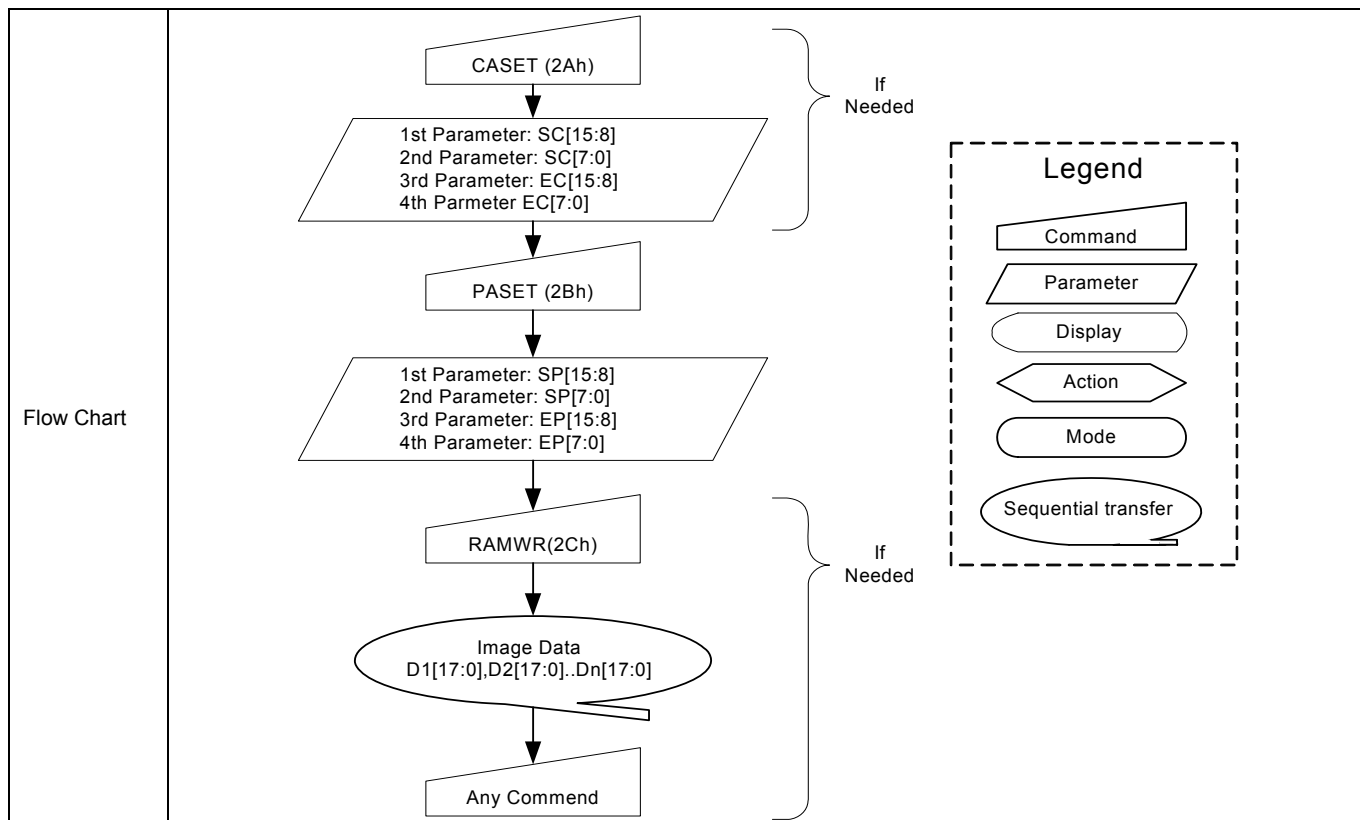 Flow Chart
CASET (2Ah)
If
Needed
1st Parameter: SC[15:8]
2nd Parameter: SC[7:0]
3rd Parameter: EC[15:8]
4th Parmeter EC[7:0]
PASET (2Bh)
1st Parameter: SP[15:8]
2nd Parameter: SP[7:0]
3rd Parameter: EP[15:8]
4th Parameter: EP[7:0]
RAMWR(2Ch)
If
Needed
Image Data
D1[17:0],D2[17:0]..Dn[17:0]
Any Commend
Legend
Command
Parameter
Display
Action
Mode
Sequential transfer